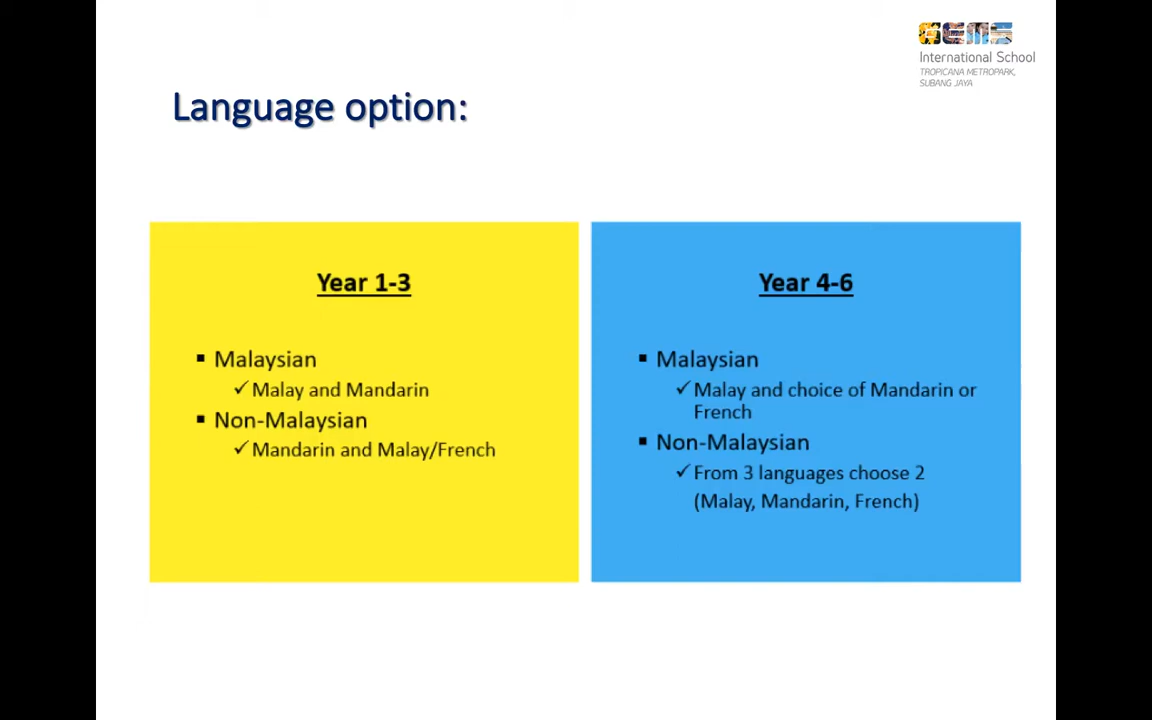 GEMS
International School
TROPICANA METROPARK,
SUBANG JAYA
Language option:
Year 1-3
▪ Malaysian
✓ Malay and Mandarin
▪ Non-Malaysian
✓ Mandarin and Malay/French
Year 4-6
▪ Malaysian
✓ Malay and choice of Mandarin or
French
▪ Non-Malaysian
✓ From 3 languages choose 2
(Malay, Mandarin, French)